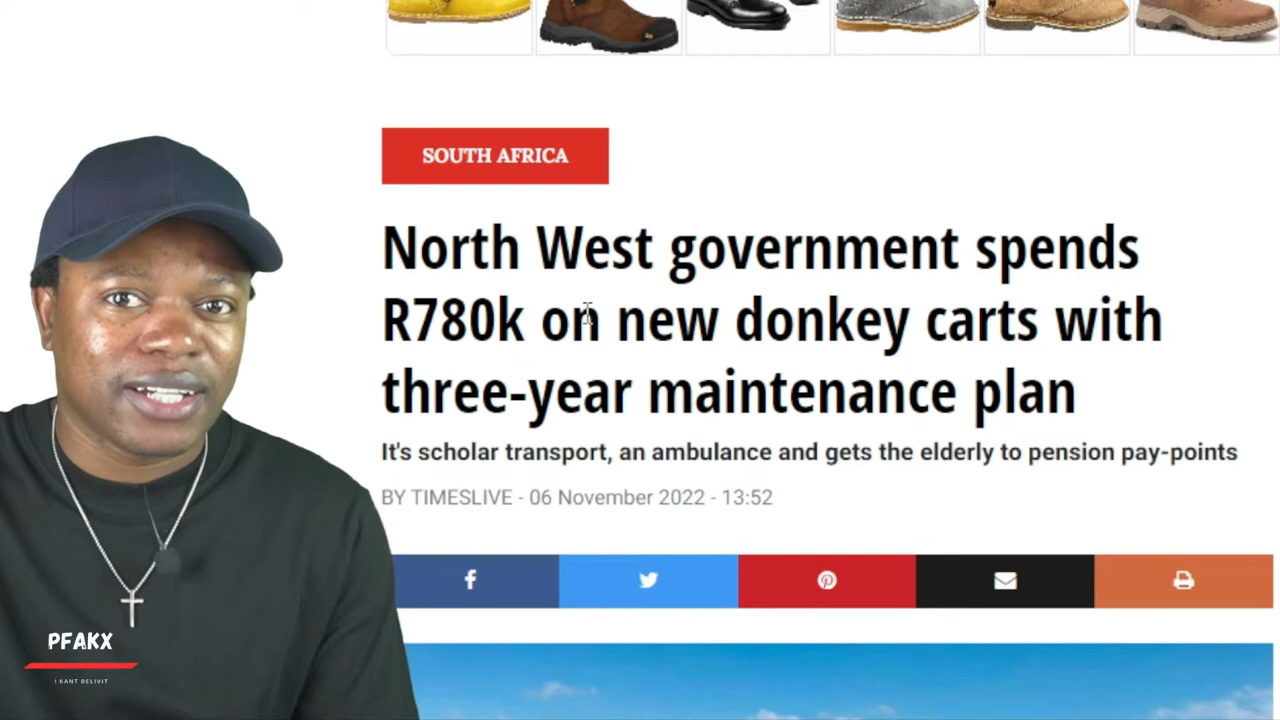 SOUTH AFRICA
North West government spends
R780k on new donkey carts with
three-year maintenance plan
It's scholar transport, an ambulance and gets the elderly to pension pay-points
BY TIMESLIVE - 06 November 2022 - 13:52
PFAKX
I KANT BELIVIT